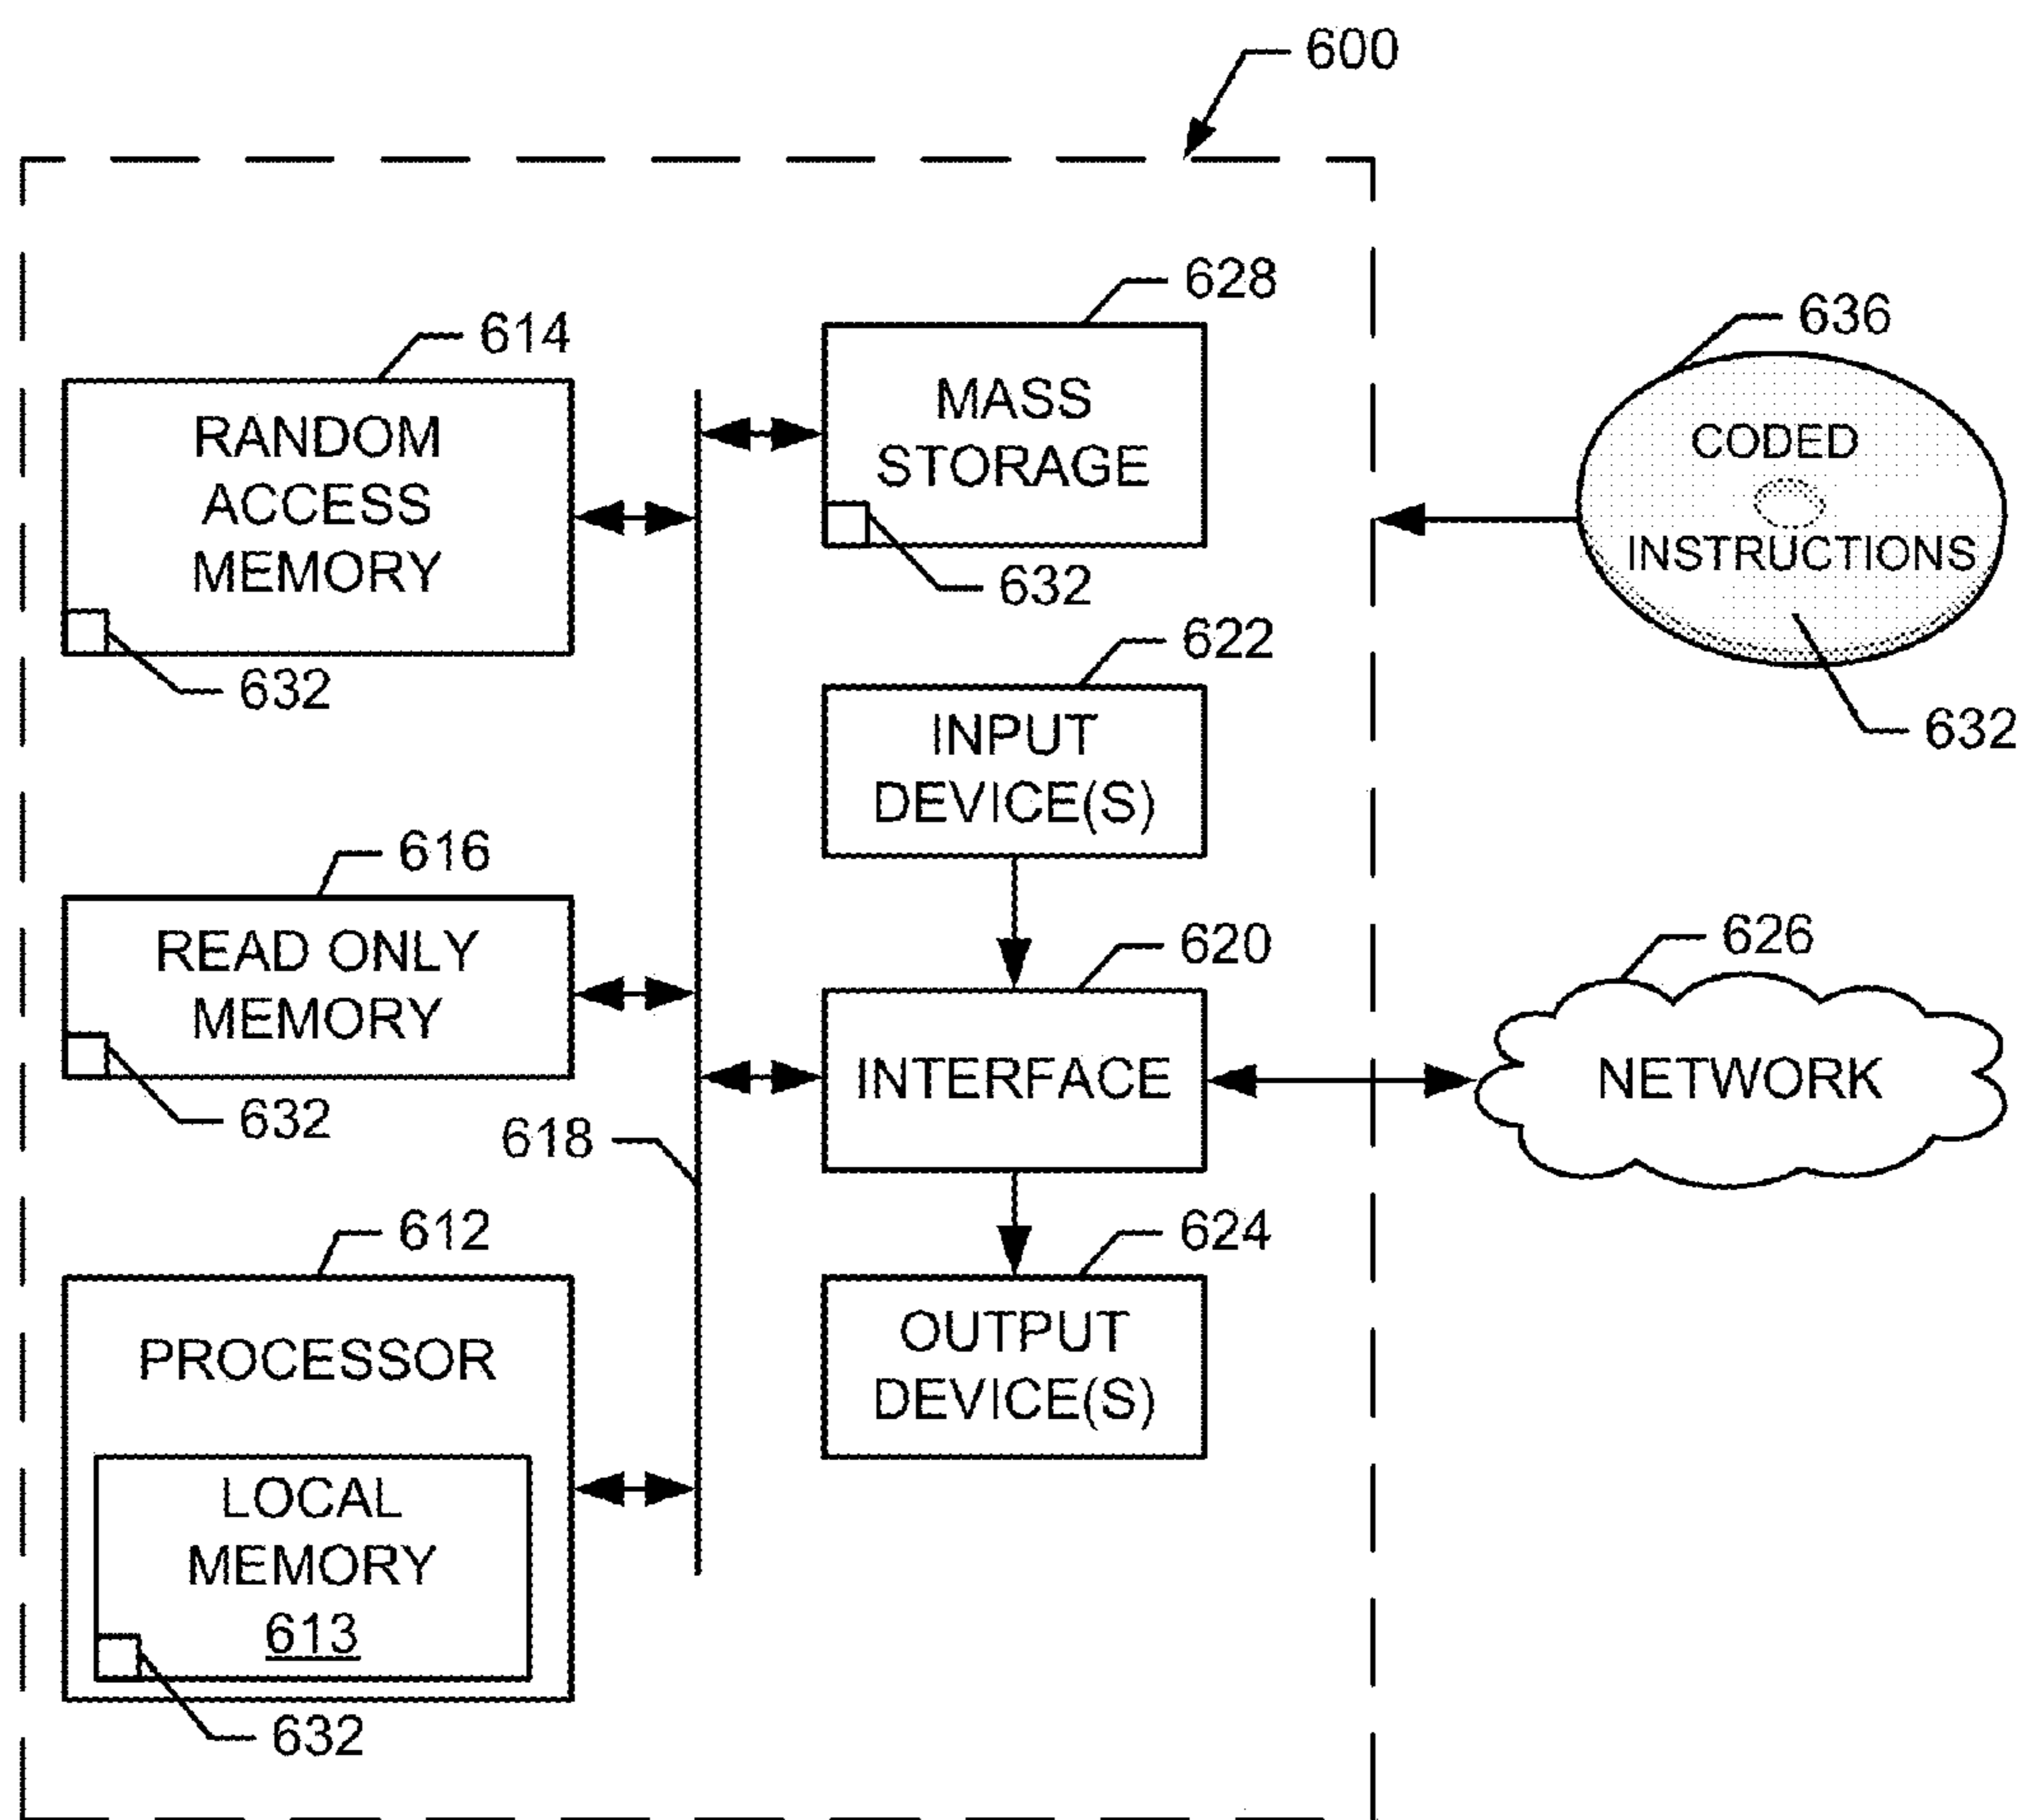 600
628
614
636
RANDOM
ACCESS
MEMORY
MASS
STORAGE
CODED
INSTRUCTIONS
632
632
622
632
INPUT
DEVICE(S)
616
READ ONLY
MEMORY
620
626
INTERFACE
NETWORK
632
618
612
624
PROCESSOR
OUTPUT
DEVICE(S)
LOCAL
MEMORY
613
632